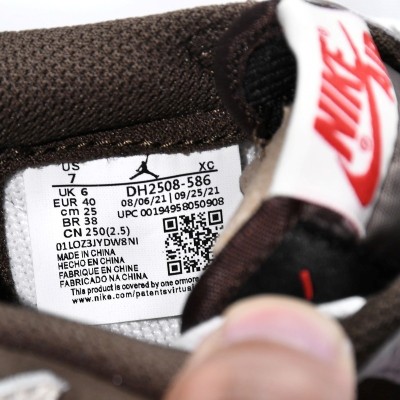 US
7
XC
UK 6
DH2508-586
EUR 40
08/06/21 | 09/25/21
cm 25
UPC 00194958050908
BR 38
CN 250(2.5)
01LOZ3JYDW8NI
MADE IN CHINA
HECHO EN CHINA
FABRIQUE EN CHINE
FABRICADO NA CHINA
This product is covered by one or mor
www.nike.com/patentsvirtual
NIKE
AIR